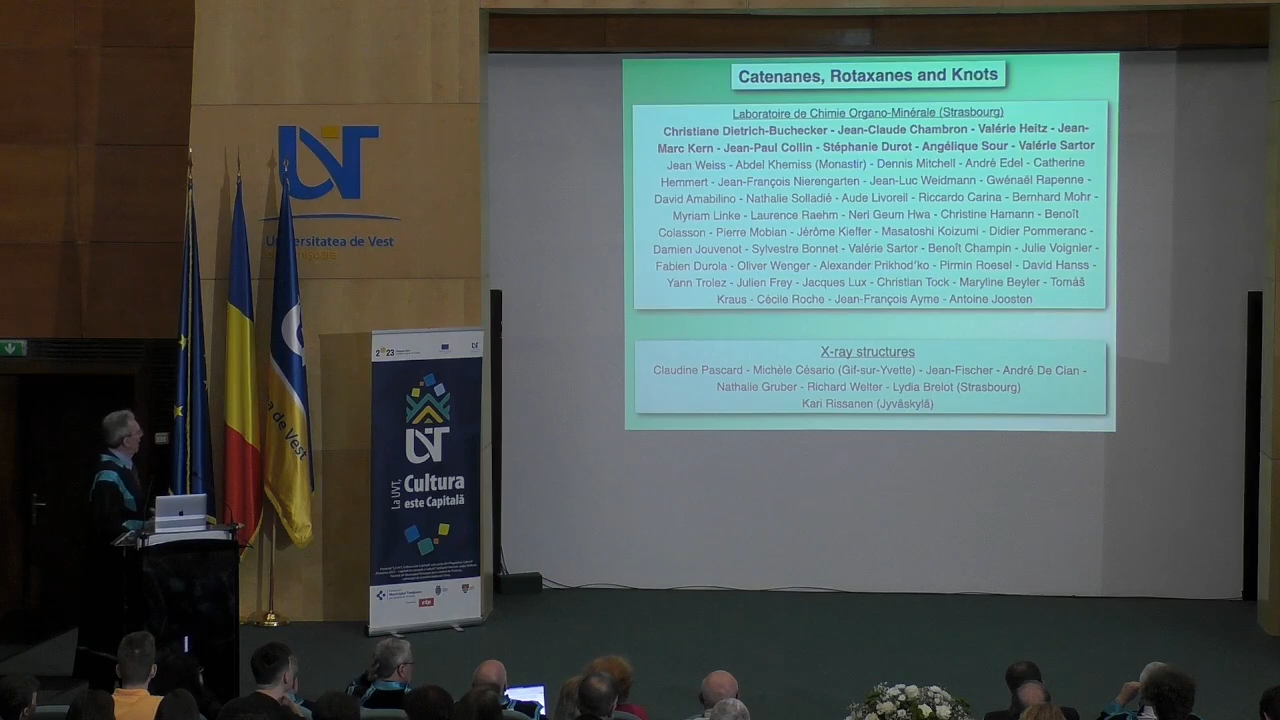 Catenanes, Rotaxanes and Knots
Laboratoire de Chimie Organo-Minérale (Strasbourg)
Christiane Dietrich-Buchecker - Jean-Claude Chambron - Valérie Heitz - Jean-
Marc Kern - Jean-Paul Collin - Stéphanie Durot - Angélique Sour - Valérie Sartor
Jean Weiss - Abdel Khemiss (Monastir) - Dennis Mitchell - André Edel - Catherine
Hemmert - Jean-François Nierengarten - Jean-Luc Weidmann - Gwénaël Rapenne -
David Amabilino - Nathalie Solladié - Aude Livoreil - Riccardo Carina - Bernhard Mohr -
Myriam Linke - Laurence Raehm - Neri Geum Hwa - Christine Hamann - Benoît
Colasson - Pierre Mobian - Jérôme Kieffer - Masatoshi Koizumi - Didier Pommeranc -
Damien Jouvenot - Sylvestre Bonnet - Valérie Sartor - Benoît Champin - Julie Voignier -
Fabien Durola - Oliver Wenger - Alexander Prikhod'ko - Pirmin Roesel - David Hanss -
Yann Trolez - Julien Frey - Jacques Lux - Christian Tock - Maryline Beyler - Tomáš
Kraus - Cécile Roche - Jean-François Ayme - Antoine Joosten
X-ray structures
Claudine Pascard - Michèle Césario (Gif-sur-Yvette) - Jean-Fischer - André De Cian -
Nathalie Gruber - Richard Welter - Lydia Brelot (Strasbourg)
Kari Rissanen (Jyväskylä)
UVT
Universitatea de Vest
a de Vest
2023
UVT
La UVT,
Cultura
este Capitală